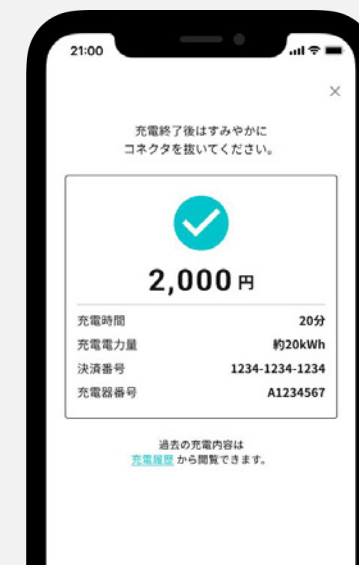 21:00
充電終了後はすみやかに
コネクタを抜いてください。
2,000 円
充電時間 20分
充電電力量 約20kWh
決済番号 1234-1234-1234
充電器番号 A1234567
過去の充電内容は
充電履歴 から閲覧できます。